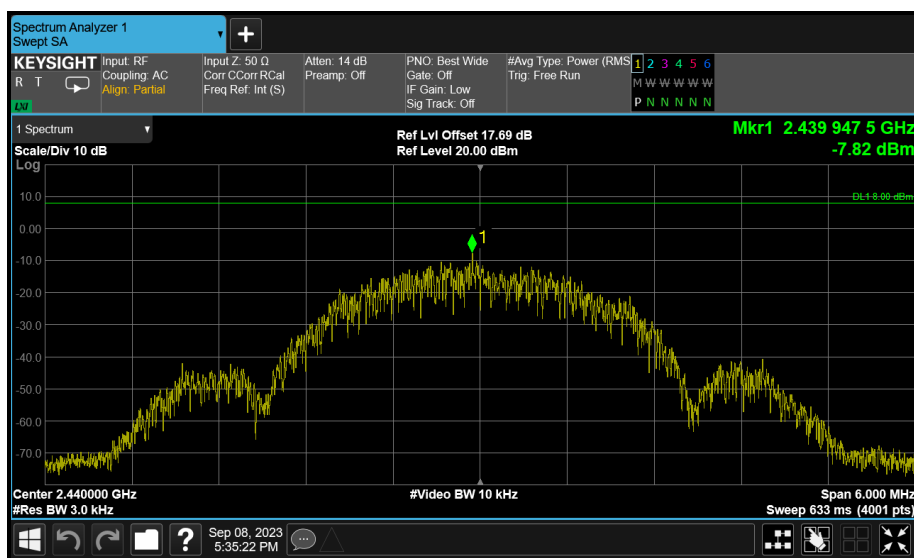 Spectrum Analyzer 1
Swept SA
KEYSIGHT
R T
LXI
Input: RF
Coupling: AC
Align: Partial
Input Z: 50 Ω
Corr CCorr RCal
Freq Ref: Int (S)
Atten: 14 dB
Preamp: Off
PNO: Best Wide
Gate: Off
IF Gain: Low
Sig Track: Off
#Avg Type: Power (RMS
Trig: Free Run
1 2 3 4 5 6
M W W W W W
P N N N N N
1 Spectrum
Scale/Div 10 dB
Ref Lvl Offset 17.69 dB
Ref Level 20.00 dBm
Mkr1 2.439 947 5 GHz
-7.82 dBm
Log
10.0
DL1 8.00 dBm
0.00
1
-10.0
-20.0
-30.0
-40.0
-50.0
-60.0
-70.0
Center 2.440000 GHz
#Video BW 10 kHz
Span 6.000 MHz
#Res BW 3.0 kHz
Sweep 633 ms (4001 pts)
?
Sep 08, 2023
5:35:22 PM